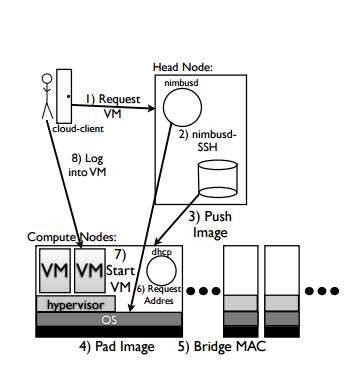 Head Node:
nimbusd
1) Request
VM
cloud-client
2) nimbusd-
SSH
8) Log
into VM
3) Push
Image
Compute Nodes:
7)
dhcp
VM
VM
Start
VM
6) Request
Addres
hypervisor
OS
4) Pad Image
5) Bridge MAC